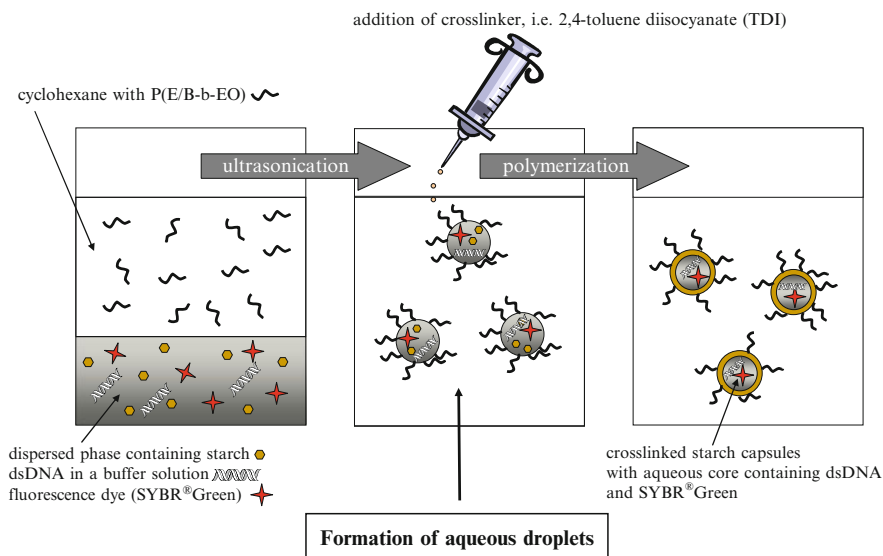 addition of crosslinker, i.e. 2,4-toluene diisocyanate (TDI)
cyclohexane with P(E/B-b-EO)
ultrasonication
polymerization
dispersed phase containing starch
dsDNA in a buffer solution
fluorescence dye (SYBR®Green)
crosslinked starch capsules
with aqueous core containing dsDNA
and SYBR®Green
Formation of aqueous droplets